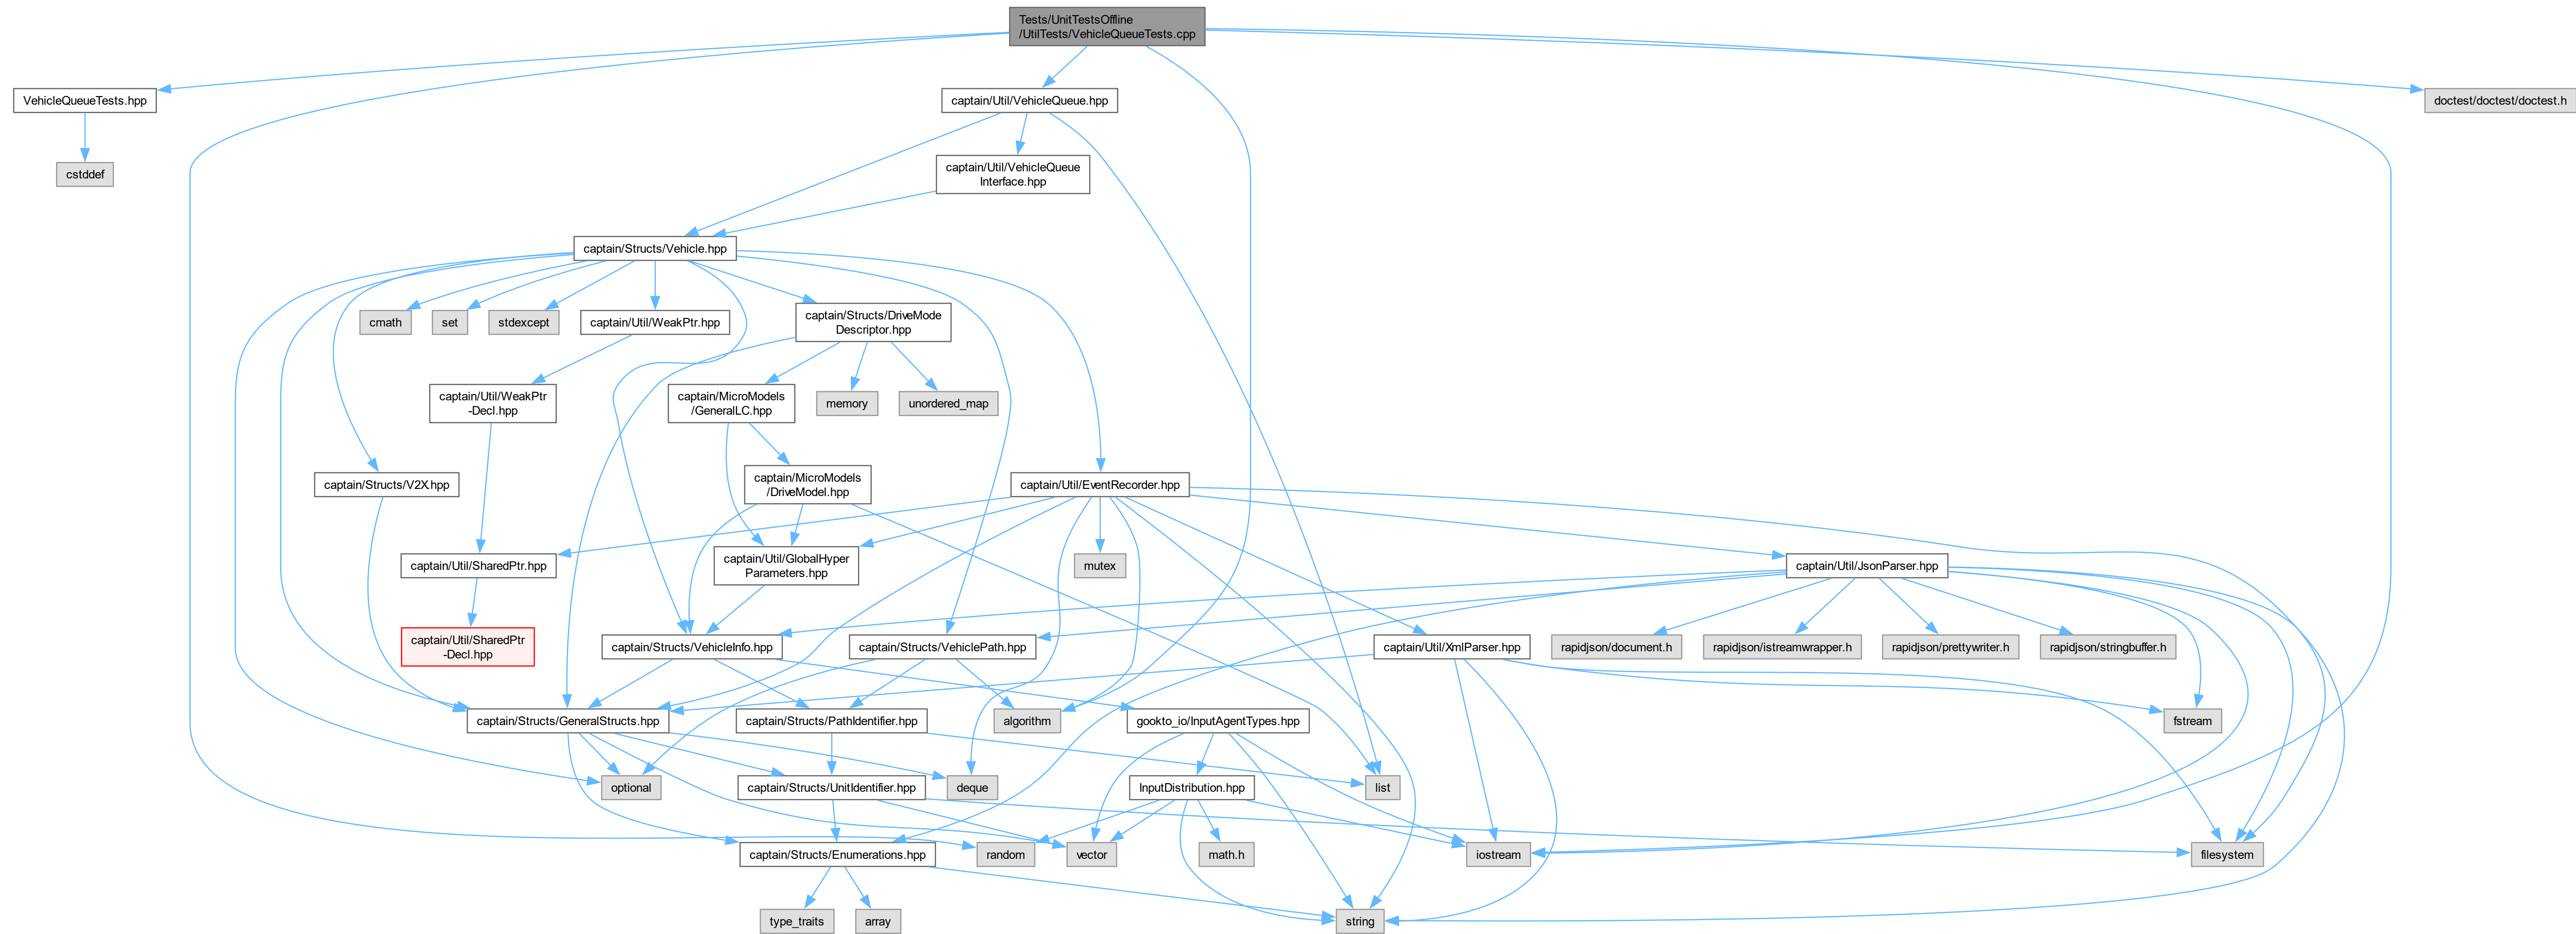 Tests/UnitTestsOffline
/UtilTests/VehicleQueueTests.cpp
VehicleQueueTests.hpp
captain/Util/VehicleQueue.hpp
doctest/doctest/doctest.h
cstddef
captain/Util/VehicleQueue
Interface.hpp
captain/Structs/Vehicle.hpp
cmath
set
stdexcept
captain/Util/WeakPtr.hpp
captain/Structs/DriveMode
Descriptor.hpp
captain/Util/WeakPtr
-Decl.hpp
captain/MicroModels
/GeneralLC.hpp
memory
unordered_map
captain/Structs/V2X.hpp
captain/MicroModels
/DriveModel.hpp
captain/Util/EventRecorder.hpp
captain/Util/SharedPtr.hpp
captain/Util/GlobalHyper
Parameters.hpp
mutex
captain/Util/JsonParser.hpp
captain/Util/SharedPtr
-Decl.hpp
captain/Structs/VehicleInfo.hpp
captain/Structs/VehiclePath.hpp
captain/Util/XmlParser.hpp
rapidjson/document.h
rapidjson/istreamwrapper.h
rapidjson/prettywriter.h
rapidjson/stringbuffer.h
captain/Structs/GeneralStructs.hpp
captain/Structs/PathIdentifier.hpp
algorithm
gookto_io/InputAgentTypes.hpp
fstream
optional
captain/Structs/UnitIdentifier.hpp
deque
InputDistribution.hpp
list
captain/Structs/Enumerations.hpp
random
vector
math.h
iostream
filesystem
type_traits
array
string